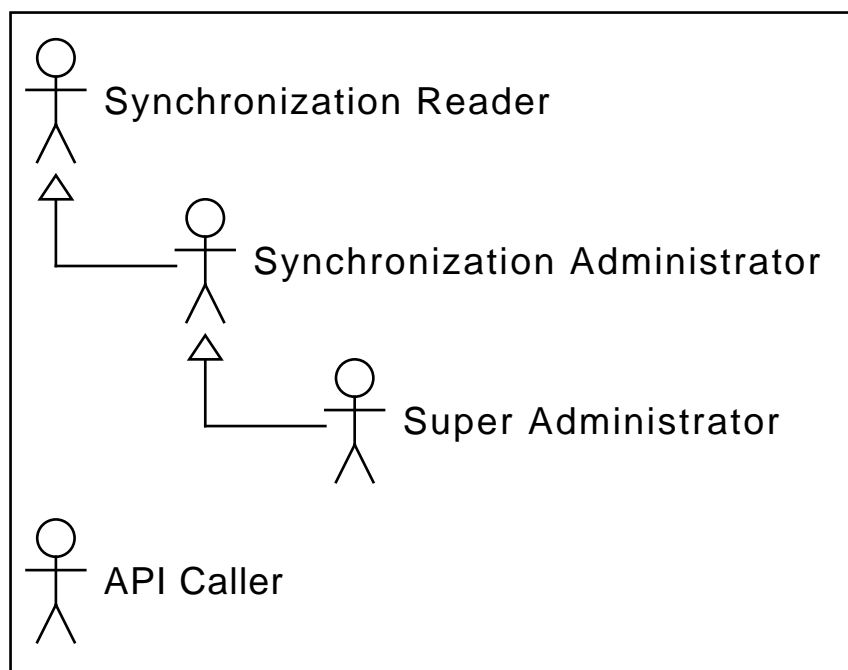 Synchronization Reader
Synchronization Administrator
Super Administrator
API Caller